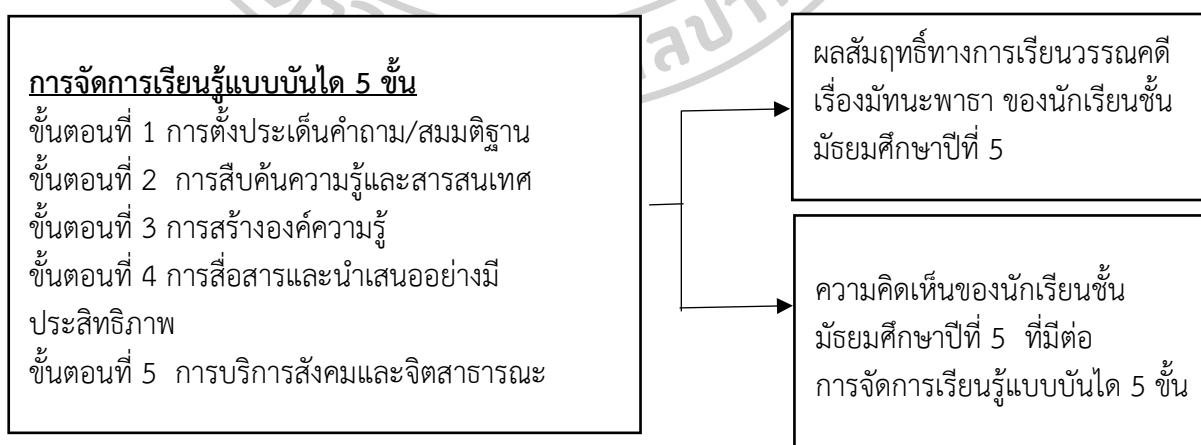 การจัดการเรียนรู้แบบบันได 5 ขั้น
ขั้นตอนที่ 1 การตั้งประเด็นคำถาม/สมมติฐาน
ขั้นตอนที่ 2 การสืบค้นความรู้และสารสนเทศ
ขั้นตอนที่ 3 การสร้างองค์ความรู้
ขั้นตอนที่ 4 การสื่อสารและนำเสนออย่างมี
ประสิทธิภาพ
ขั้นตอนที่ 5 การบริการสังคมและจิตสาธารณะ
ผลสัมฤทธิ์ทางการเรียนวรรณคดี
เรื่องมัทนะพาธา ของนักเรียนชั้น
มัธยมศึกษาปีที่ 5
ความคิดเห็นของนักเรียนชั้น
มัธยมศึกษาปีที่ 5 ที่มีต่อ
การจัดการเรียนรู้แบบบันได 5 ขั้น